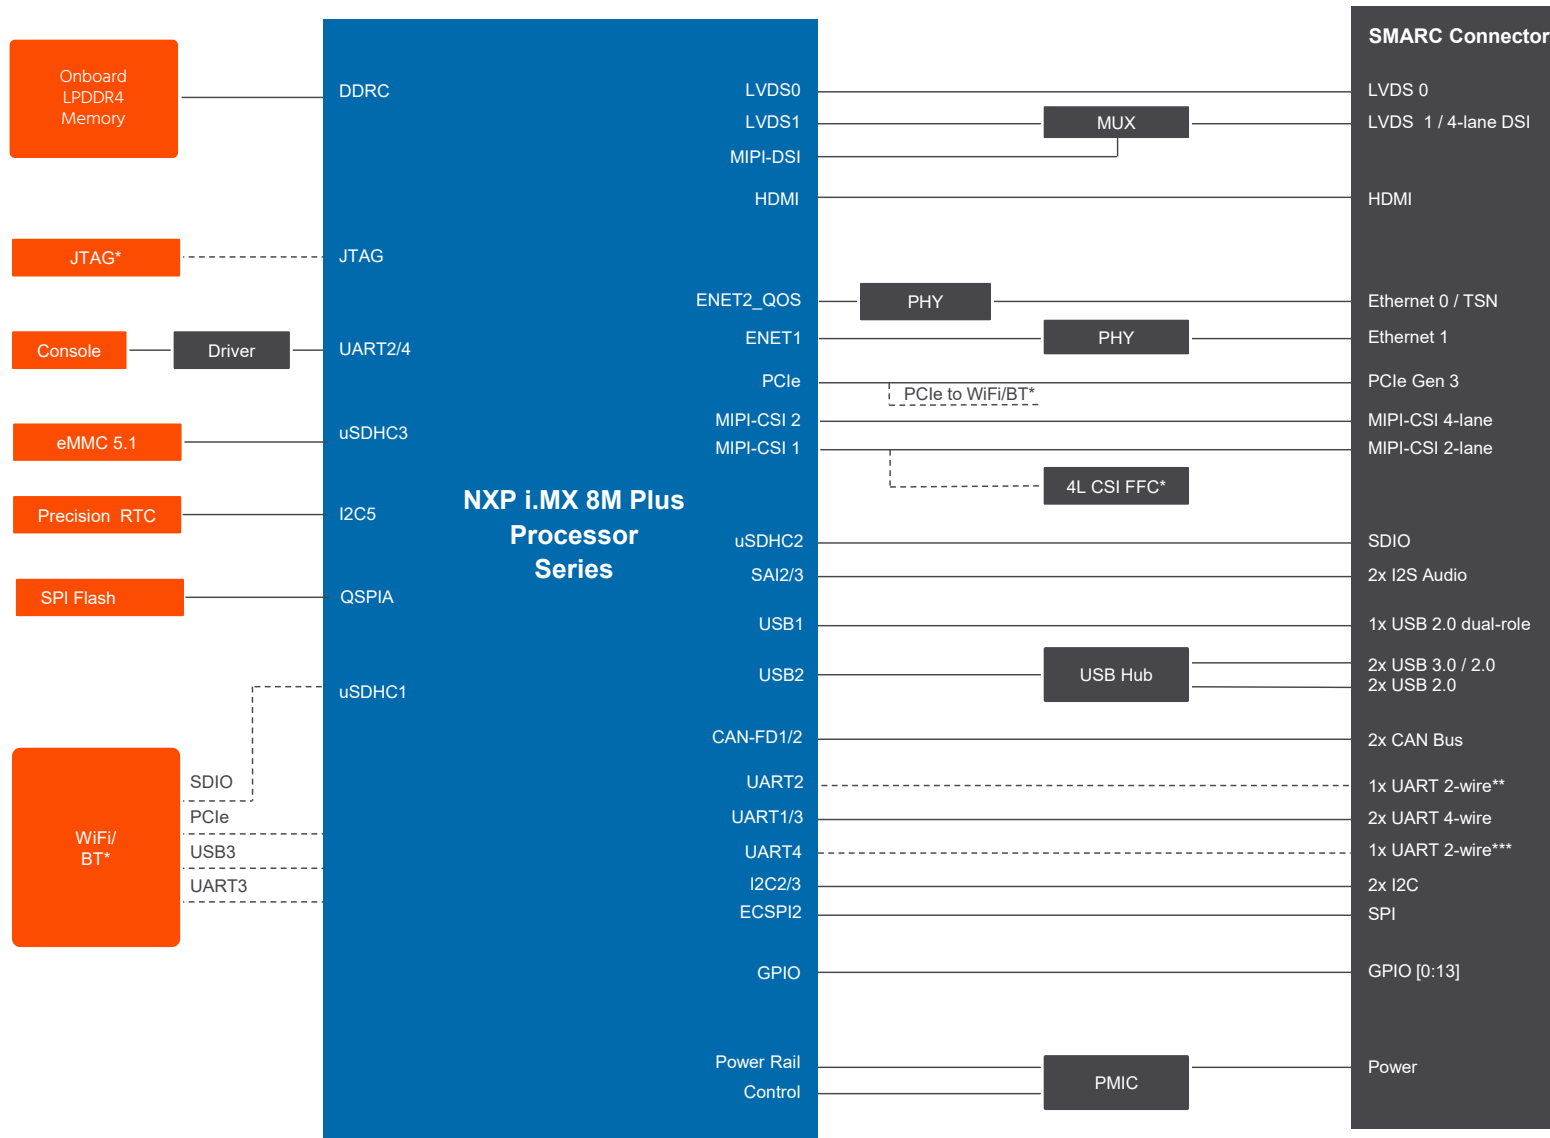 SMARC Connector
Onboard
LPDDR4
Memory
DDRC
JTAG*
JTAG
Console
Driver
UART2/4
eMMC 5.1
uSDHC3
Precision RTC
I2C5
SPI Flash
QSPIA
uSDHC1
WiFi/
BT*
SDIO
PCIe
USB3
UART3
NXP i.MX 8M Plus
Processor
Series
LVDS0
LVDS 0
LVDS1
MUX
LVDS 1 / 4-lane DSI
MIPI-DSI
HDMI
HDMI
ENET2_QOS
PHY
Ethernet 0 / TSN
ENET1
PHY
Ethernet 1
PCIe
PCIe to WiFi/BT*
PCIe Gen 3
MIPI-CSI 2
MIPI-CSI 4-lane
MIPI-CSI 1
MIPI-CSI 2-lane
4L CSI FFC*
uSDHC2
SDIO
SAI2/3
2x I2S Audio
USB1
1x USB 2.0 dual-role
USB2
USB Hub
2x USB 3.0 / 2.0
2x USB 2.0
CAN-FD1/2
2x CAN Bus
UART2
1x UART 2-wire**
UART1/3
2x UART 4-wire
UART4
1x UART 2-wire***
I2C2/3
2x I2C
ECSPI2
SPI
GPIO
GPIO [0:13]
Power Rail
Control
PMIC
Power